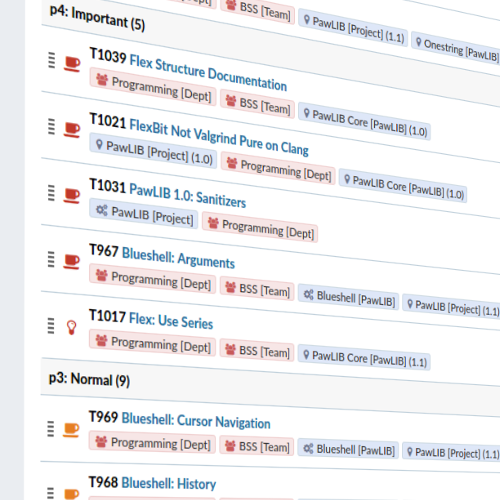 BSS [Team] PawLIB [Project] (1.1) Onestring [PawLIB]
p4: Important (5)
T1039 Flex Structure Documentation
Programming [Dept] BSS [Team] PawLIB Core [PawLIB] (1.0)
T1021 FlexBit Not Valgrind Pure on Clang
PawLIB [Project] (1.0) Programming [Dept] PawLIB Core [PawLIB] (1.0)
T1031 PawLIB 1.0: Sanitizers
PawLIB [Project] Programming [Dept]
T967 Blueshell: Arguments
Programming [Dept] BSS [Team] Blueshell [PawLIB] PawLIB [Project] (1.1)
T1017 Flex: Use Series
Programming [Dept] BSS [Team] PawLIB Core [PawLIB] (1.1)
p3: Normal (9)
T969 Blueshell: Cursor Navigation
Programming [Dept] BSS [Team] Blueshell [PawLIB] PawLIB [Project] (1.1)
T968 Blueshell: History